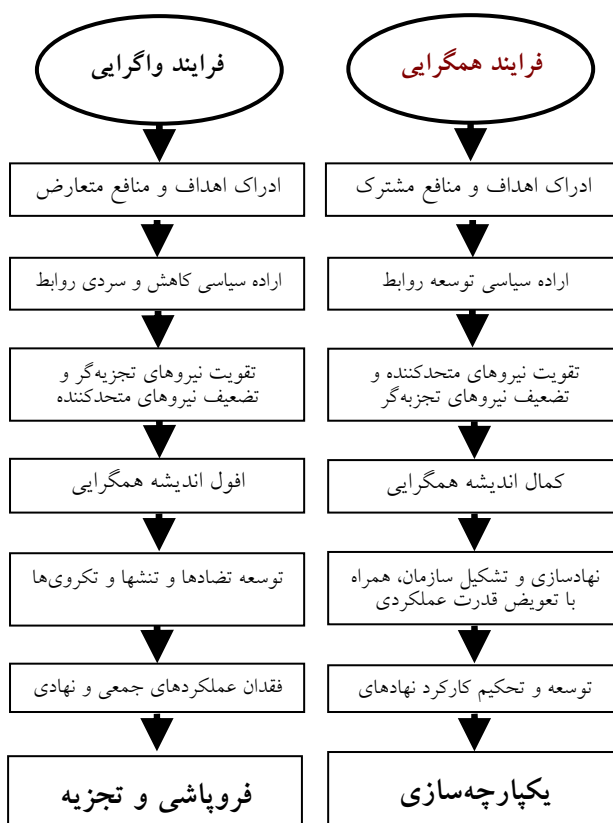 فرایند همگرایی
ادراک اهداف و منافع مشترک
اراده سیاسی توسعه روابط
تقویت نیروهای متحدکننده و
تضعیف نیروهای تجزیه‌گر
کمال اندیشه همگرایی
نهادسازی و تشکیل سازمان، همراه
با تعویض قدرت عملکردی
توسعه و تحکیم کارکرد نهادهای
یکپارچه‌سازی
فرایند واگرایی
ادراک اهداف و منافع متعارض
اراده سیاسی کاهش و سردی روابط
تقویت نیروهای تجزیه‌گر و
تضعیف نیروهای متحدکننده
افول اندیشه همگرایی
توسعه تضادها و تنشها و تکروی‌ها
فقدان عملکردهای جمعی و نهادی
فروپاشی و تجزیه